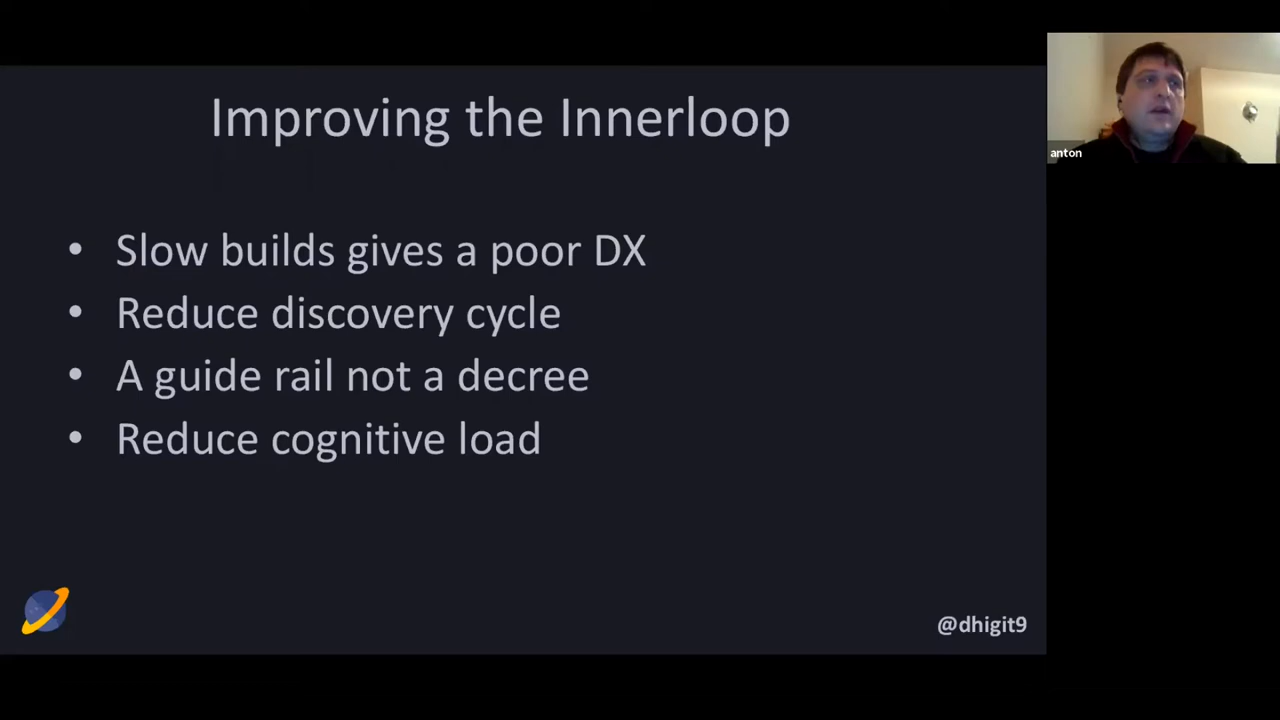 Improving the Innerloop
anton
• Slow builds gives a poor DX
• Reduce discovery cycle
• A guide rail not a decree
• Reduce cognitive load
@dhigit9